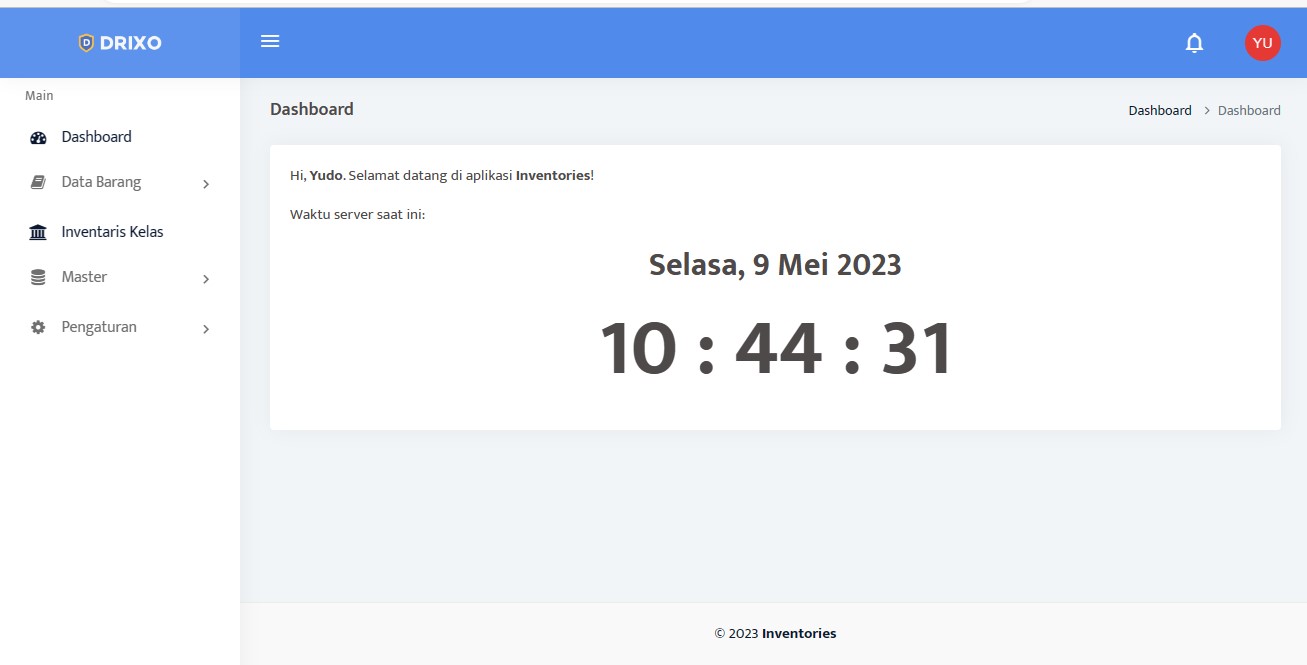 DRIXO
YU
Main
Dashboard
Data Barang
Inventaris Kelas
Master
Pengaturan
Dashboard
Dashboard > Dashboard
Hi, Yudo. Selamat datang di aplikasi Inventories!
Waktu server saat ini:
Selasa, 9 Mei 2023
10 : 44 : 31
© 2023 Inventories